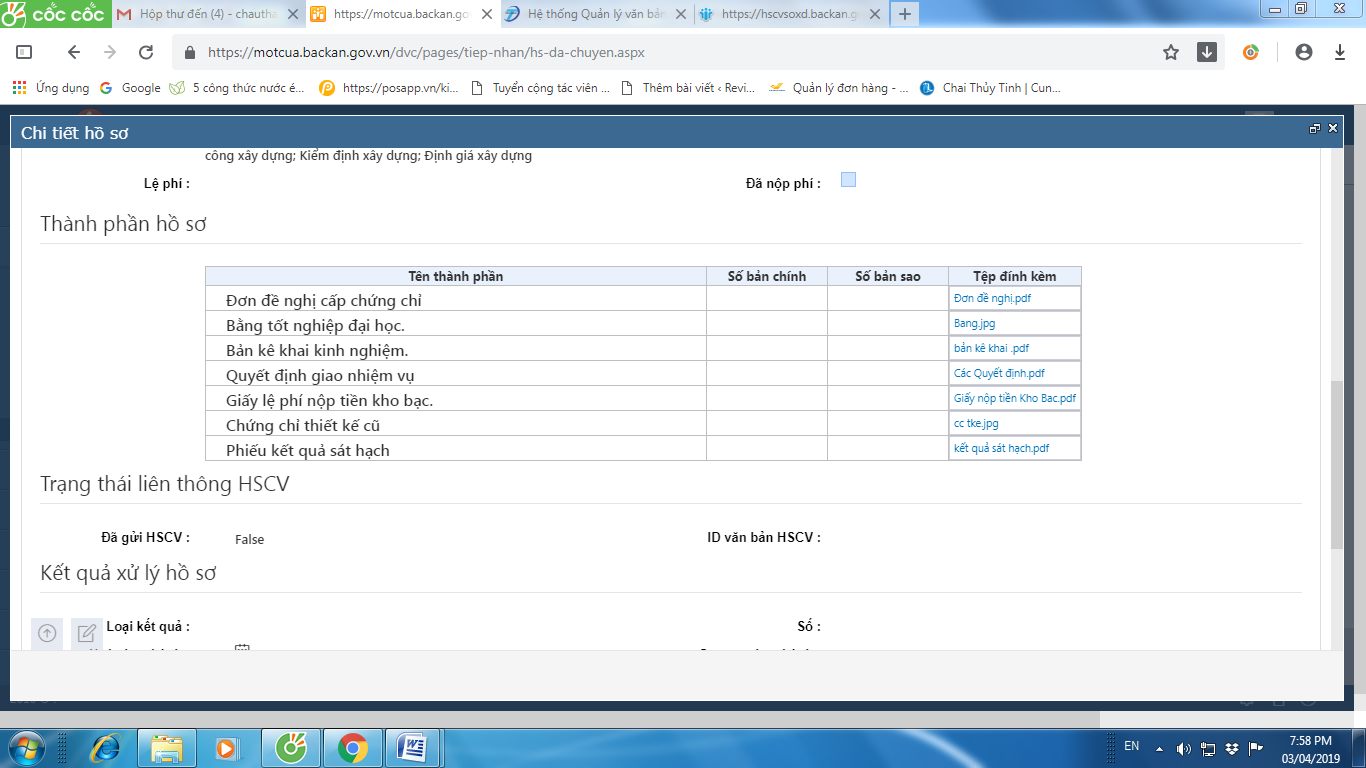 cốc cốc
Hộp thư đến (4) - chautha
https://motcua.backan.go
Hệ thống Quản lý văn bản
https://hscvsoxd.backan.g
https://motcua.backan.gov.vn/dvc/pages/tiep-nhan/hs-da-chuyen.aspx
Ứng dụng
Google
5 công thức nước é...
https://posapp.vn/ki...
Tuyển cộng tác viên ...
Thêm bài viết ‹ Revi...
Quản lý đơn hàng - ...
Chai Thủy Tinh | Cun...
Chi tiết hồ sơ
công xây dựng; Kiểm định xây dựng; Định giá xây dựng
Lệ phí :
Đã nộp phí :
Thành phần hồ sơ
Tên thành phần Số bản chính Số bản sao Tệp đính kèm
Đơn đề nghị cấp chứng chỉ Đơn đề nghị.pdf
Bằng tốt nghiệp đại học. Bang.jpg
Bản kê khai kinh nghiệm. bản kê khai .pdf
Quyết định giao nhiệm vụ Các Quyết định.pdf
Giấy lệ phí nộp tiền kho bạc. Giấy nộp tiền Kho Bac.pdf
Chứng chỉ thiết kế cũ cc tke.jpg
Phiếu kết quả sát hạch kết quả sát hạch.pdf
Trạng thái liên thông HSCV
Đã gửi HSCV : False
ID văn bản HSCV :
Kết quả xử lý hồ sơ
Loại kết quả :
Số :
EN
7:58 PM
03/04/2019